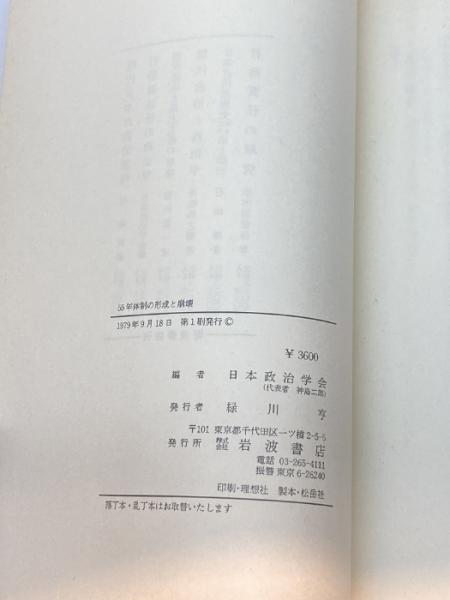 55年体制の形成と崩壊
1979年9月18日 第1刷発行 ©
¥3600
編者 日本政治学会
(代表者 神島二郎)
発行者 緑川亨
〒101 東京都千代田区一ツ橋2-5-5
発行所 株式会社 岩波書店
電話 03-265-4111
振替 東京6-26240
印刷・理想社 製本・松岳社
落丁本・乱丁本はお取替いたします